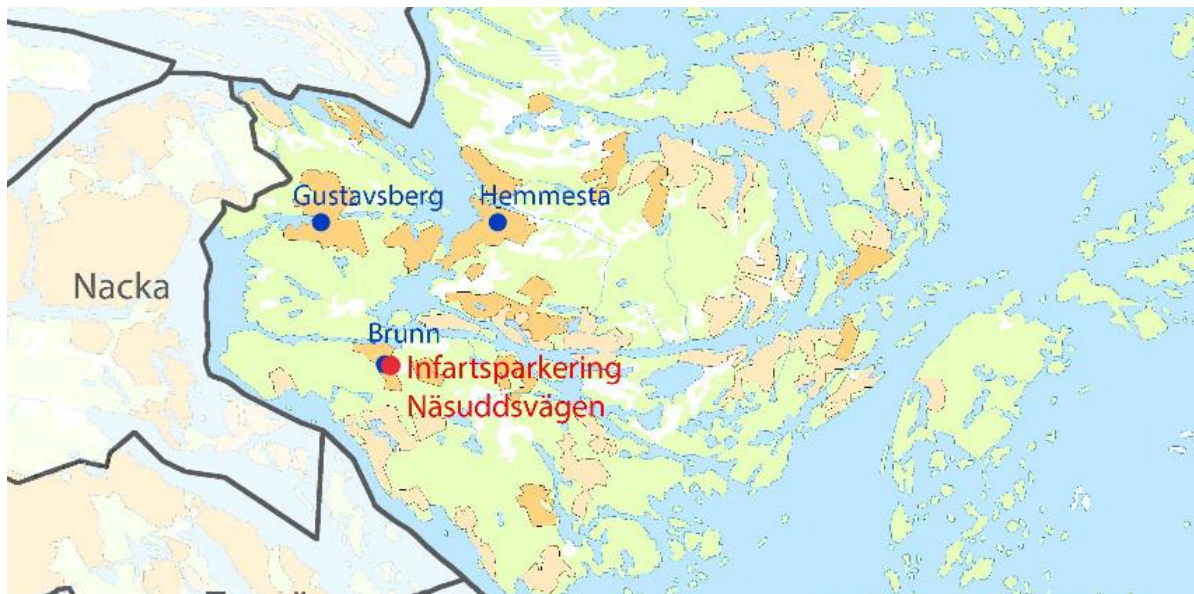 Gustavsberg
Hemmesta
Nacka
Brunn
Infartsparkering
Näsuddsvägen